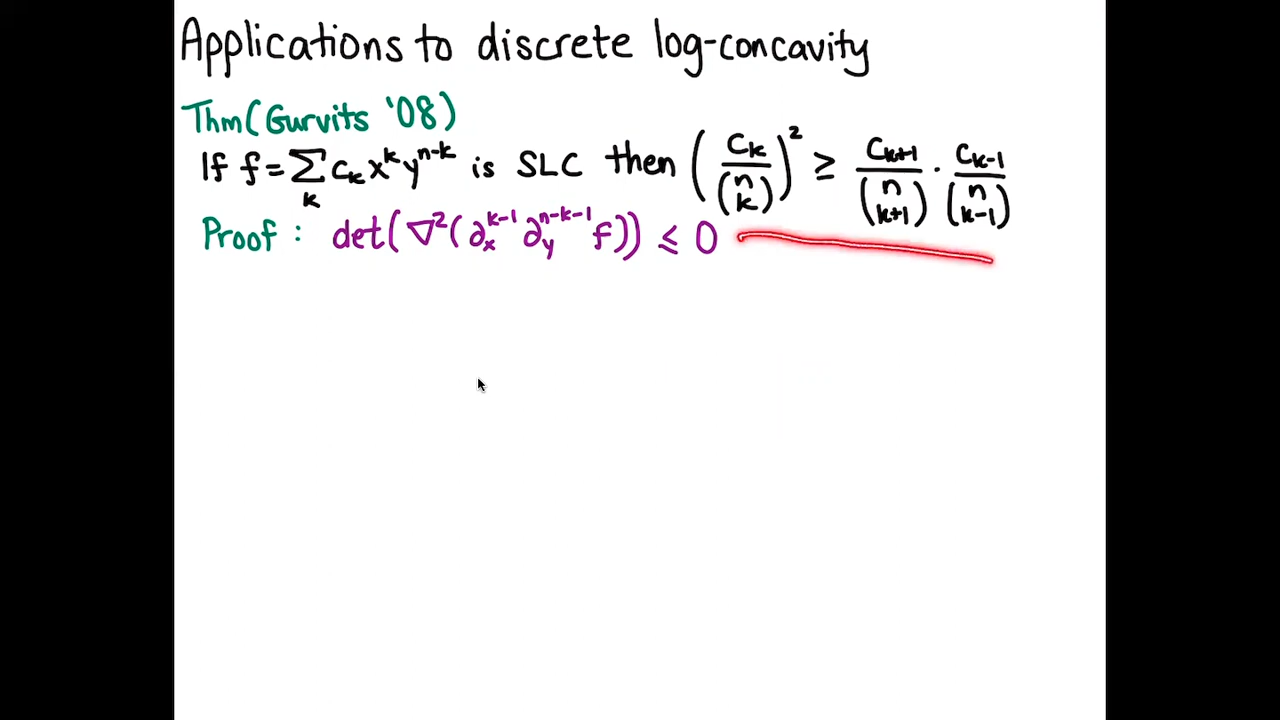 Applications to discrete log-concavity
Thm (Gurvits '08)
If f = ∑_k c_k x^k y^{n-k} is SLC then (c_k / (n choose k))^2 ≥ c_{k+1} / (n choose k+1) · c_{k-1} / (n choose k-1)
Proof : det(∇²(∂_x^{k-1} ∂_y^{n-k-1} f)) ≤ 0